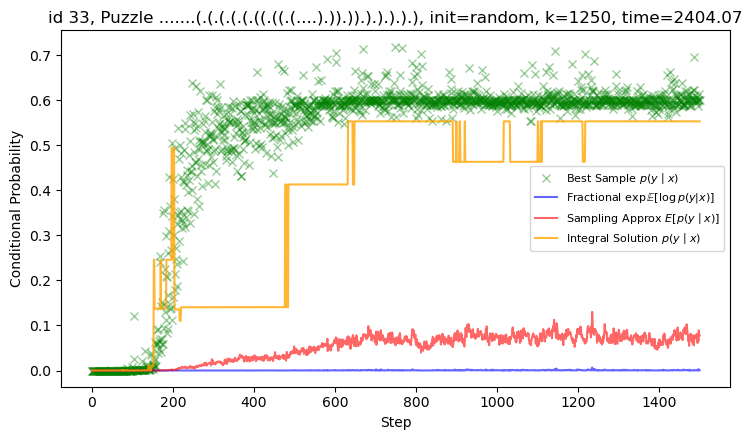 id 33, Puzzle .......(.(.(.(.(.((.((.(....).)).)).).).).).), init=random, k=1250, time=2404.07
0.7
0.6
0.5
0.4
0.3
0.2
0.1
0.0
Conditional Probability
Best Sample p(y | x)
Fractional exp 𝔼[log p(y|x)]
Sampling Approx E[p(y | x)]
Integral Solution p(y | x)
0 200 400 600 800 1000 1200 1400
Step